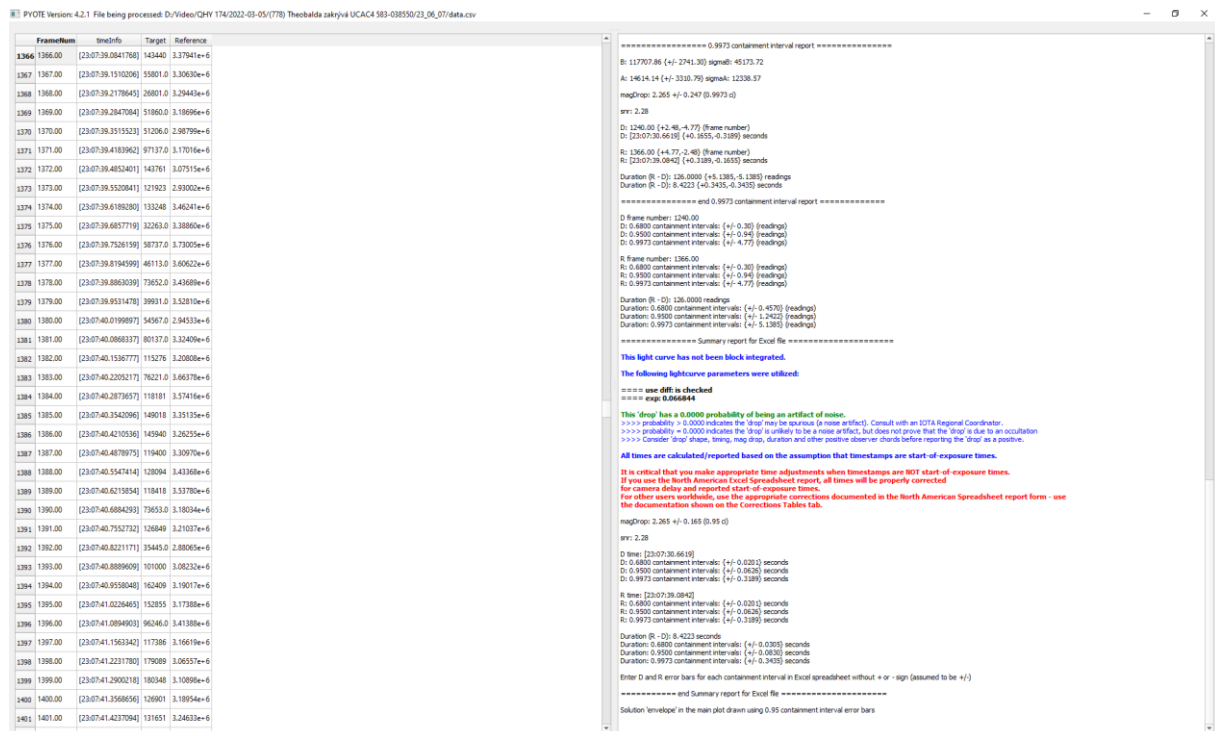 PYOTE Version: 4.2.1 File being processed: D:/Video/QHY 174/2022-03-05/(778) Theobalda zakrývá UCAC4 583-038550/23_06_07/data.csv
FrameNum timeInfo Target Reference
1366 1366.00 [23:07:39.0841768] 143440 3.37941e+6
1367 1367.00 [23:07:39.1510206] 55801.0 3.30630e+6
1368 1368.00 [23:07:39.2178645] 26801.0 3.29443e+6
1369 1369.00 [23:07:39.2847084] 51860.0 3.18696e+6
1370 1370.00 [23:07:39.3515523] 51206.0 2.98799e+6
1371 1371.00 [23:07:39.4183962] 97137.0 3.17016e+6
1372 1372.00 [23:07:39.4852401] 143761 3.07515e+6
1373 1373.00 [23:07:39.5520841] 121923 2.93002e+6
1374 1374.00 [23:07:39.6189280] 133248 3.46241e+6
1375 1375.00 [23:07:39.6857719] 32263.0 3.38860e+6
1376 1376.00 [23:07:39.7526159] 58737.0 3.73005e+6
1377 1377.00 [23:07:39.8194599] 46113.0 3.60622e+6
1378 1378.00 [23:07:39.8863039] 73652.0 3.43689e+6
1379 1379.00 [23:07:39.9531478] 39931.0 3.52810e+6
1380 1380.00 [23:07:40.0199897] 54567.0 2.94533e+6
1381 1381.00 [23:07:40.0868337] 80137.0 3.32409e+6
1382 1382.00 [23:07:40.1536777] 115276 3.20808e+6
1383 1383.00 [23:07:40.2205217] 76221.0 3.66378e+6
1384 1384.00 [23:07:40.2873657] 118181 3.57416e+6
1385 1385.00 [23:07:40.3542096] 149018 3.35135e+6
1386 1386.00 [23:07:40.4210536] 145940 3.26255e+6
1387 1387.00 [23:07:40.4878975] 119400 3.30970e+6
1388 1388.00 [23:07:40.5547414] 128094 3.43368e+6
1389 1389.00 [23:07:40.6215854] 118418 3.53780e+6
1390 1390.00 [23:07:40.6884293] 73653.0 3.18034e+6
1391 1391.00 [23:07:40.7552732] 126849 3.21037e+6
1392 1392.00 [23:07:40.8221171] 35445.0 2.88065e+6
1393 1393.00 [23:07:40.8889609] 101000 3.08232e+6
1394 1394.00 [23:07:40.9558048] 162409 3.19017e+6
1395 1395.00 [23:07:41.0226465] 152855 3.17388e+6
1396 1396.00 [23:07:41.0894903] 96246.0 3.41388e+6
1397 1397.00 [23:07:41.1563342] 117386 3.16619e+6
1398 1398.00 [23:07:41.2231780] 179089 3.06557e+6
1399 1399.00 [23:07:41.2900218] 180348 3.10898e+6
1400 1400.00 [23:07:41.3568656] 126901 3.18954e+6
1401 1401.00 [23:07:41.4237094] 131651 3.24633e+6
================= 0.9973 containment interval report ===============
B: 117707.86 {+/- 2741.30} sigmaB: 45173.72
A: 14614.14 {+/- 3310.79} sigmaA: 12338.57
magDrop: 2.265 +/- 0.247 (0.9973 ci)
snr: 2.28
D: 1240.00 {+2.48,-4.77} (frame number)
D: [23:07:30.6619] {+0.1655,-0.3189} seconds
R: 1366.00 {+4.77,-2.48} (frame number)
R: [23:07:39.0842] {+0.3189,-0.1655} seconds
Duration (R - D): 126.0000 {+5.1385,-5.1385} readings
Duration (R - D): 8.4223 {+0.3435,-0.3435} seconds
=============== end 0.9973 containment interval report =============
D frame number: 1240.00
D: 0.6800 containment intervals: {+/- 0.30} (readings)
D: 0.9500 containment intervals: {+/- 0.94} (readings)
D: 0.9973 containment intervals: {+/- 4.77} (readings)
R frame number: 1366.00
R: 0.6800 containment intervals: {+/- 0.30} (readings)
R: 0.9500 containment intervals: {+/- 0.94} (readings)
R: 0.9973 containment intervals: {+/- 4.77} (readings)
Duration (R - D): 126.0000 readings
Duration: 0.6800 containment intervals: {+/- 0.4570} (readings)
Duration: 0.9500 containment intervals: {+/- 1.2422} (readings)
Duration: 0.9973 containment intervals: {+/- 5.1385} (readings)
=============== Summary report for Excel file =====================
This light curve has not been block integrated.
The following lightcurve parameters were utilized:
==== use diff: is checked
==== exp: 0.066844
This 'drop' has a 0.0000 probability of being an artifact of noise.
>>>> probability > 0.0000 indicates the 'drop' may be spurious (a noise artifact). Consult with an IOTA Regional Coordinator.
>>>> probability = 0.0000 indicates the 'drop' is unlikely to be a noise artifact, but does not prove that the 'drop' is due to an occultation
>>>> Consider 'drop' shape, timing, mag drop, duration and other positive observer chords before reporting the 'drop' as a positive.
All times are calculated/reported based on the assumption that timestamps are start-of-exposure times.
It is critical that you make appropriate time adjustments when timestamps are NOT start-of-exposure times.
If you use the North American Excel Spreadsheet report, all times will be properly corrected
for camera delay and reported start-of-exposure times.
For other users worldwide, use the appropriate corrections documented in the North American Spreadsheet report form - use
the documentation shown on the Corrections Tables tab.
magDrop: 2.265 +/- 0.165 (0.95 ci)
snr: 2.28
D time: [23:07:30.6619]
D: 0.6800 containment intervals: {+/- 0.0201} seconds
D: 0.9500 containment intervals: {+/- 0.0626} seconds
D: 0.9973 containment intervals: {+/- 0.3189} seconds
R time: [23:07:39.0842]
R: 0.6800 containment intervals: {+/- 0.0201} seconds
R: 0.9500 containment intervals: {+/- 0.0626} seconds
R: 0.9973 containment intervals: {+/- 0.3189} seconds
Duration (R - D): 8.4223 seconds
Duration: 0.6800 containment intervals: {+/- 0.0305} seconds
Duration: 0.9500 containment intervals: {+/- 0.0830} seconds
Duration: 0.9973 containment intervals: {+/- 0.3435} seconds
Enter D and R error bars for each containment interval in Excel spreadsheet without + or - sign (assumed to be +/-)
=========== end Summary report for Excel file =====================
Solution 'envelope' in the main plot drawn using 0.95 containment interval error bars